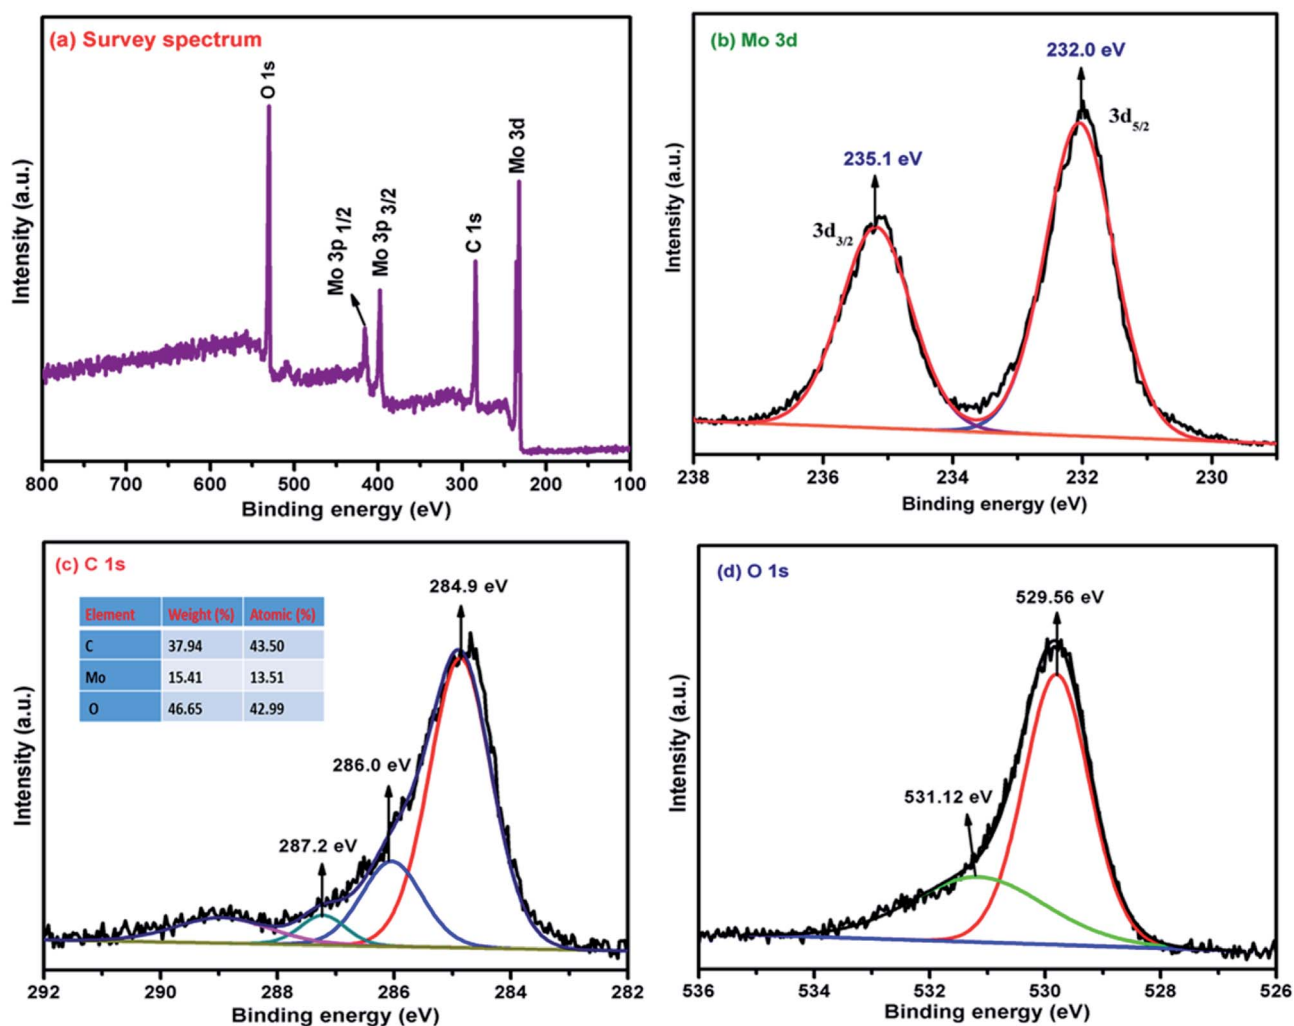 (a) Survey spectrum
O 1s
Mo 3p 1/2
Mo 3p 3/2
C 1s
Mo 3d
Intensity (a.u.)
800 700 600 500 400 300 200 100
Binding energy (eV)
(b) Mo 3d
232.0 eV
3d5/2
235.1 eV
3d3/2
Intensity (a.u.)
238 236 234 232 230
Binding energy (eV)
(c) C 1s
284.9 eV
Element Weight (%) Atomic (%)
C 37.94 43.50
Mo 15.41 13.51
O 46.65 42.99
286.0 eV
287.2 eV
Intensity (a.u.)
292 290 288 286 284 282
Binding energy (eV)
(d) O 1s
529.56 eV
531.12 eV
Intensity (a.u.)
536 534 532 530 528 526
Binding energy (eV)